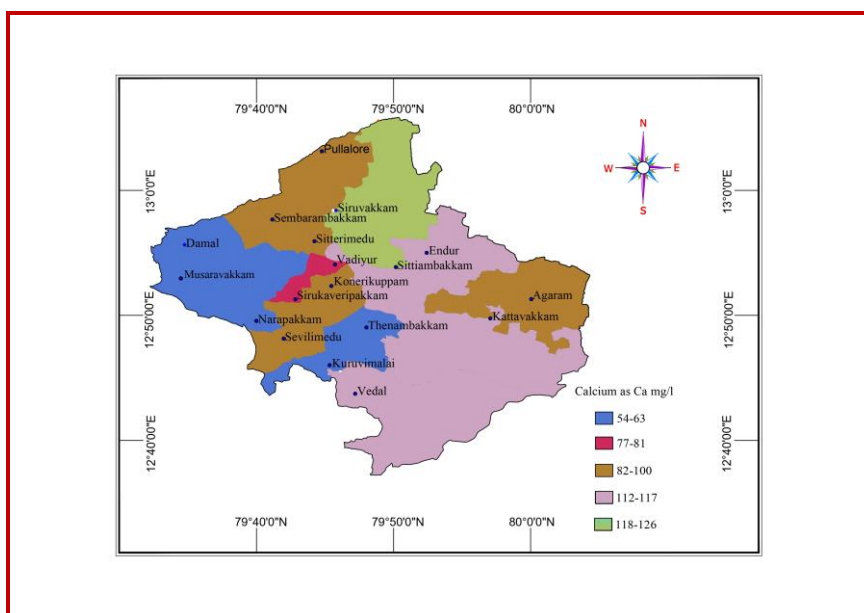 79°40'0"N 79°50'0"N 80°0'0"N
N
W E
S
13°0'0"E 13°0'0"E
Pullalore
Siruvakkam
Sembarambakkam
Sitterimedu
Damal
Endur
Vadiyur
Sittiambakkam
Musaravakkam
Konerikuppam
Sirukaveripakkam
Agaram
12°50'0"E 12°50'0"E
Narapakkam
Thenambakkam
Kattavakkam
Sevilimedu
Kuruvimalai
Vedal
12°40'0"E 12°40'0"E
Calcium as Ca mg/l
54-63
77-81
82-100
112-117
118-126
79°40'0"N 79°50'0"N 80°0'0"N